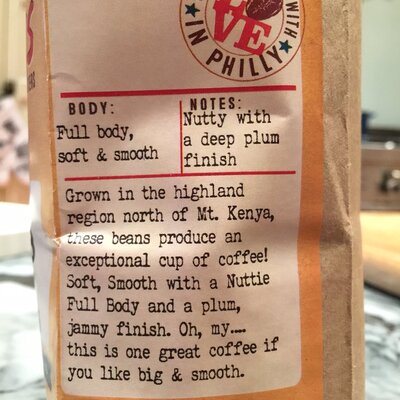 LOVE
WITH
IN PHILLY
BODY:
Full body,
soft & smooth
NOTES:
Nutty with
a deep plum
finish
Grown in the highland
region north of Mt. Kenya,
these beans produce an
exceptional cup of coffee!
Soft, Smooth with a Nuttie
Full Body and a plum,
jammy finish. Oh, my....
this is one great coffee if
you like big & smooth.